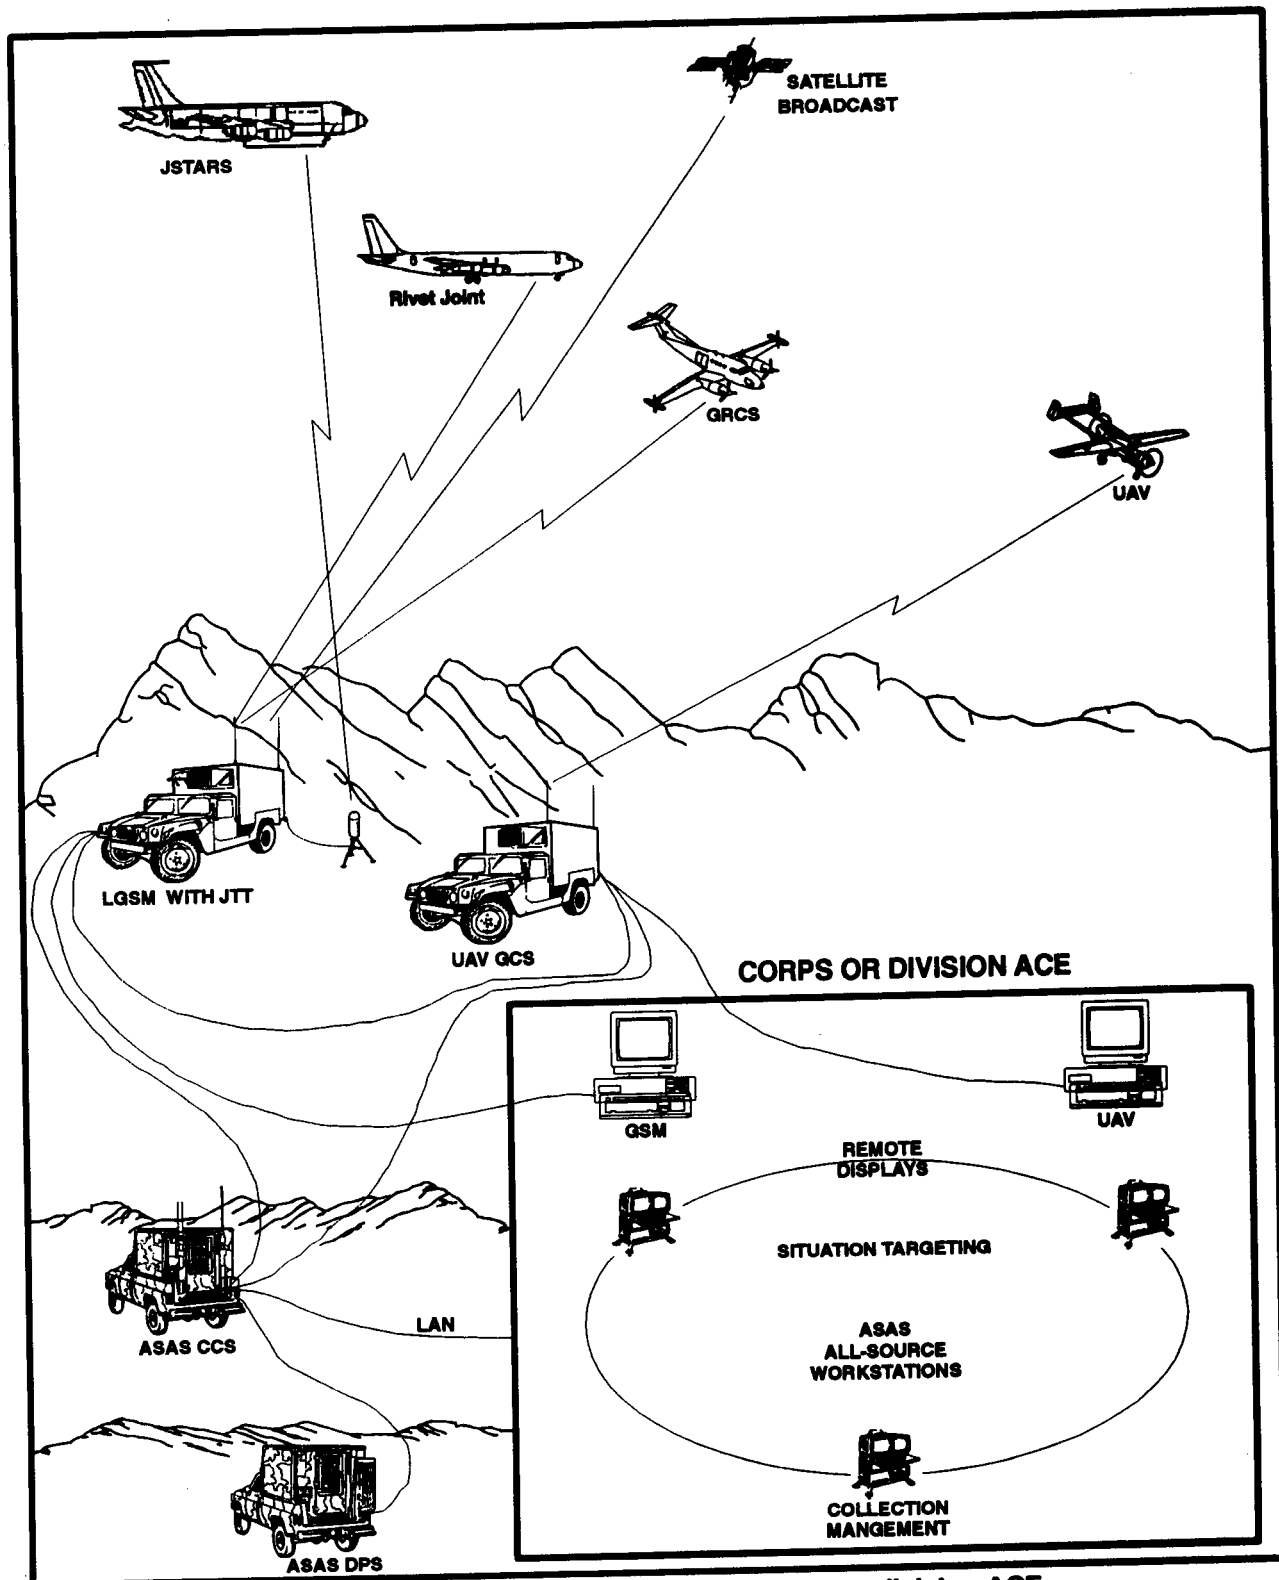 SATELLITE
BROADCAST
JSTARS
Rivet Joint
GRCS
UAV
LGSM WITH JTT
UAV GCS
CORPS OR DIVISION ACE
GSM
UAV
REMOTE
DISPLAYS
SITUATION TARGETING
ASAS
ALL-SOURCE
WORKSTATIONS
LAN
ASAS CCS
COLLECTION
MANGEMENT
ASAS DPS